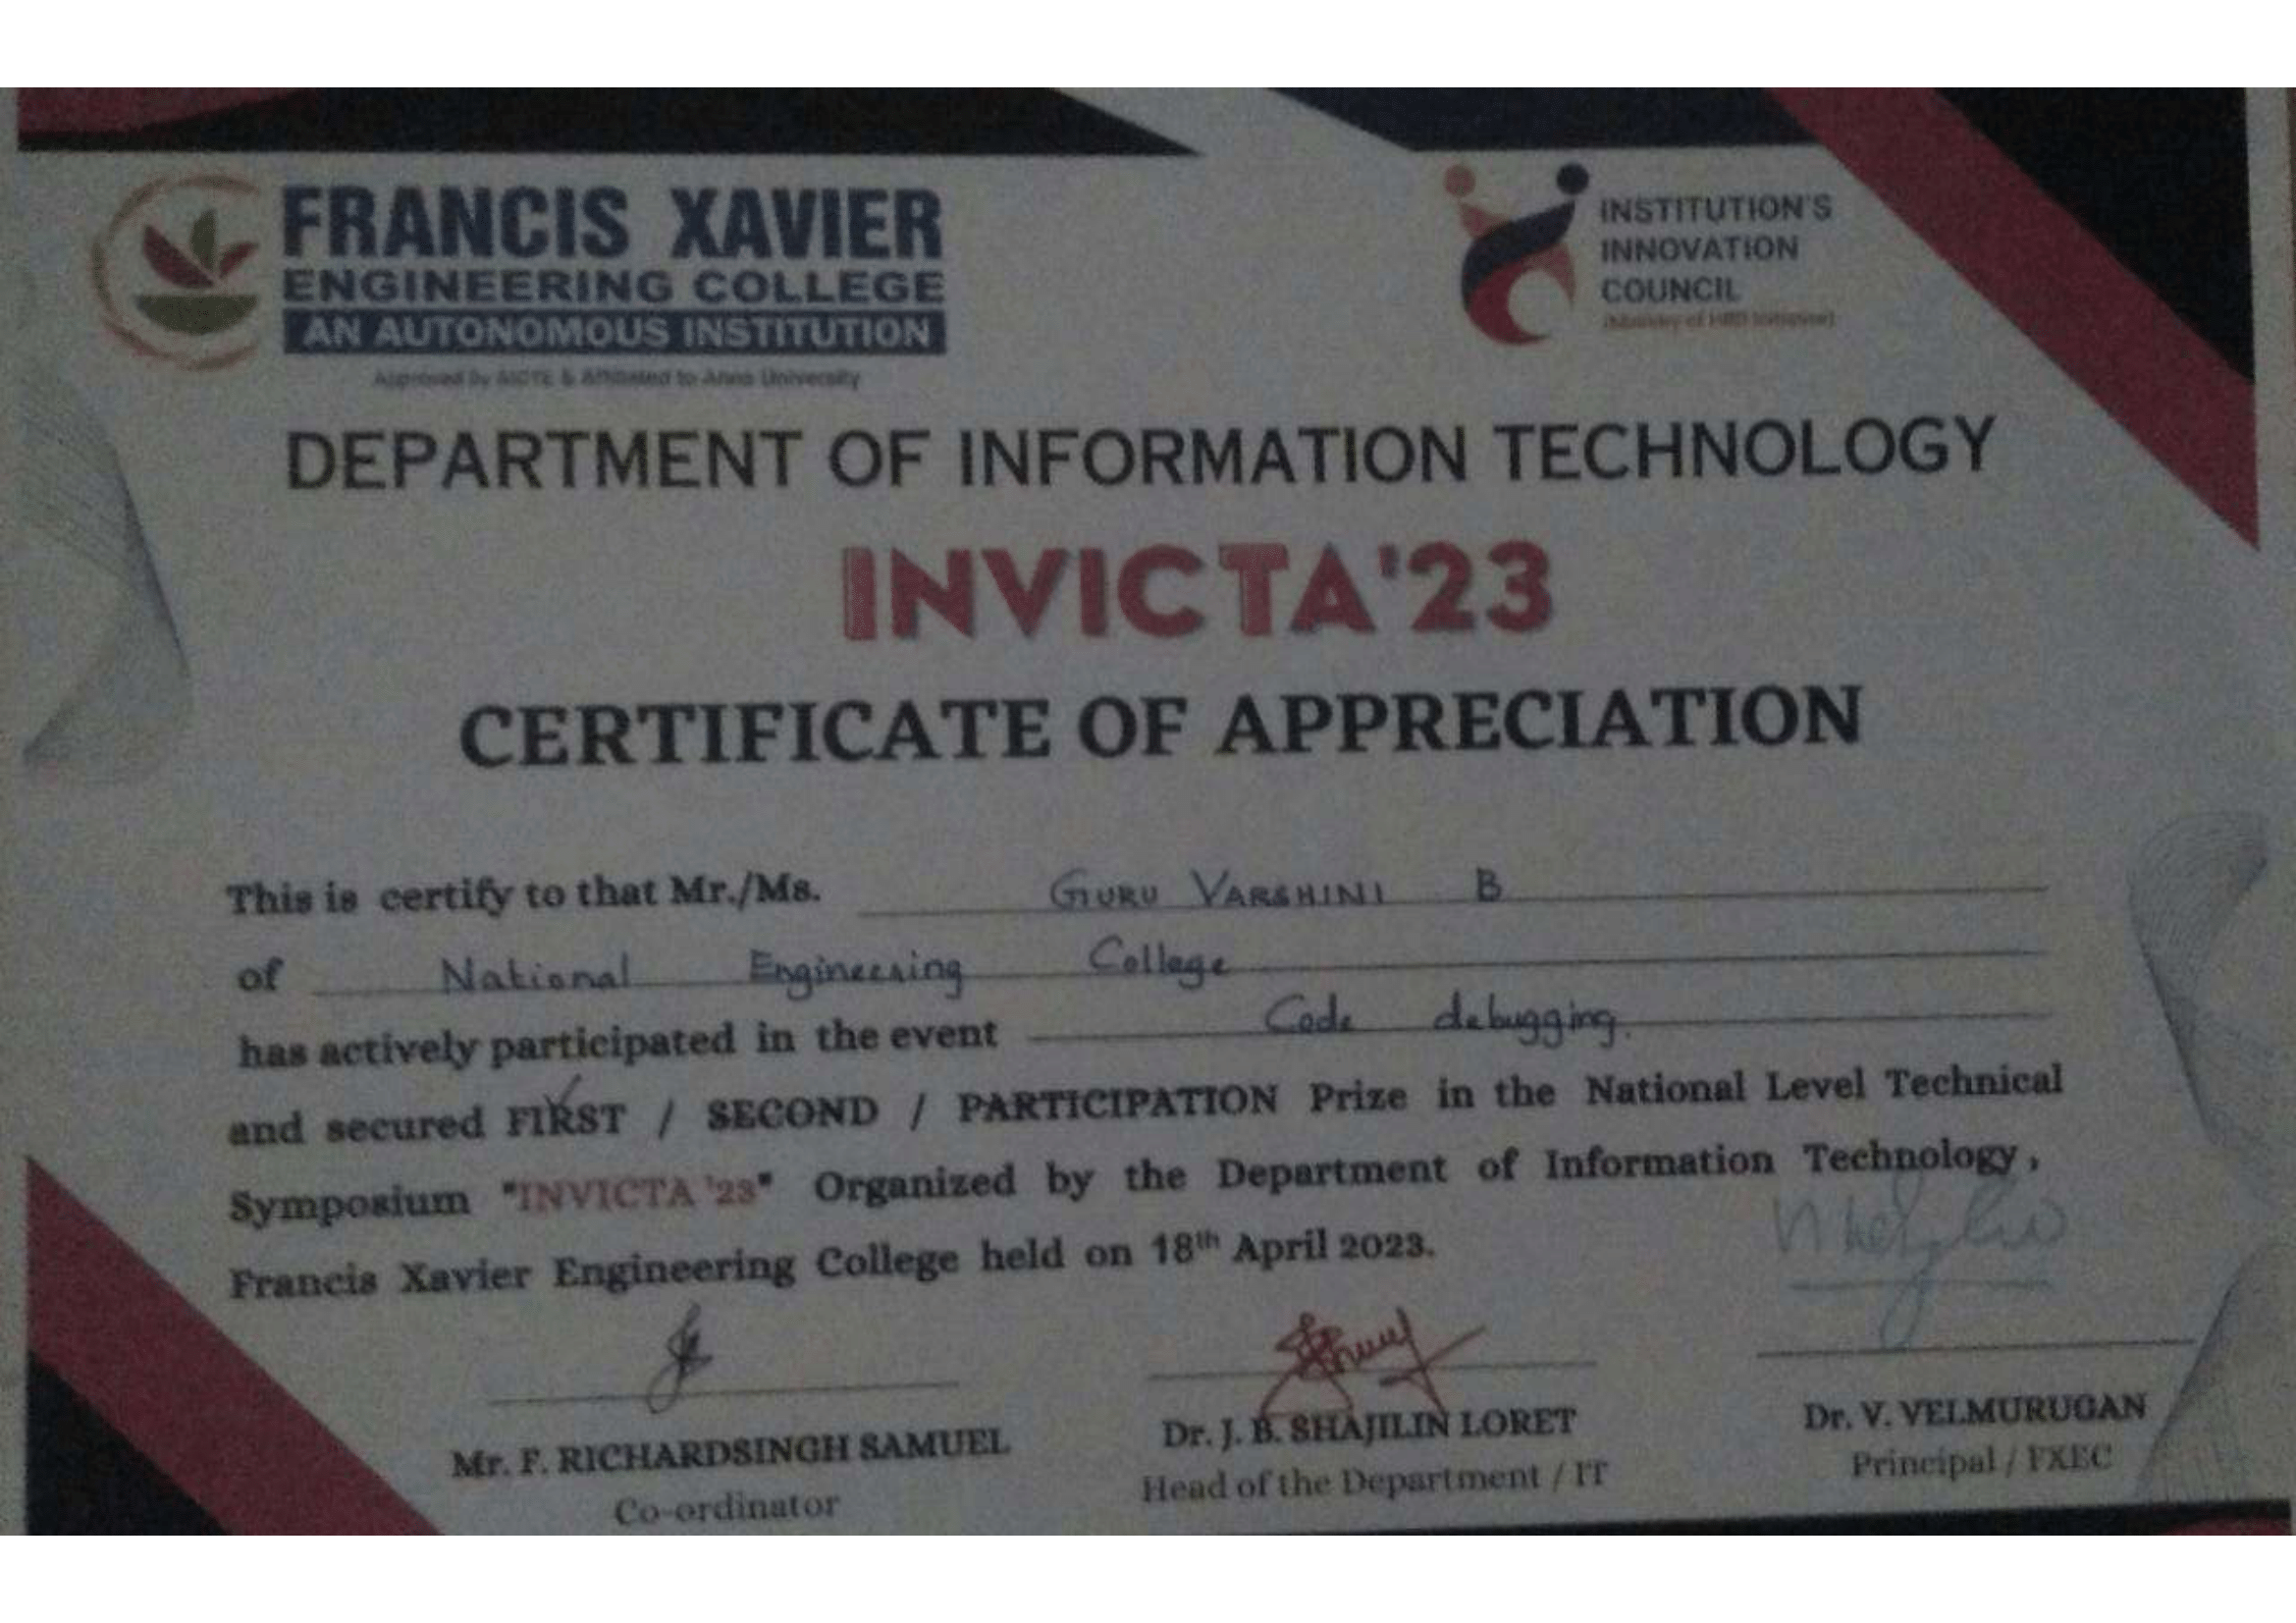 FRANCIS XAVIER
ENGINEERING COLLEGE
AN AUTONOMOUS INSTITUTION
Approved by AICTE & Affiliated to Anna University
INSTITUTION'S
INNOVATION
COUNCIL
(Ministry of HRD Initiative)
DEPARTMENT OF INFORMATION TECHNOLOGY
INVICTA'23
CERTIFICATE OF APPRECIATION
This is certify to that Mr./Ms. GURU VARSHINI B
of National Engineering College
has actively participated in the event Code debugging.
and secured FIRST / SECOND / PARTICIPATION Prize in the National Level Technical
Symposium "INVICTA '23" Organized by the Department of Information Technology,
Francis Xavier Engineering College held on 18th April 2023.
Mr. F. RICHARDSINGH SAMUEL
Co-ordinator
Dr. J. B. SHAJILIN LORET
Head of the Department / IT
Dr. V. VELMURUGAN
Principal / FXEC